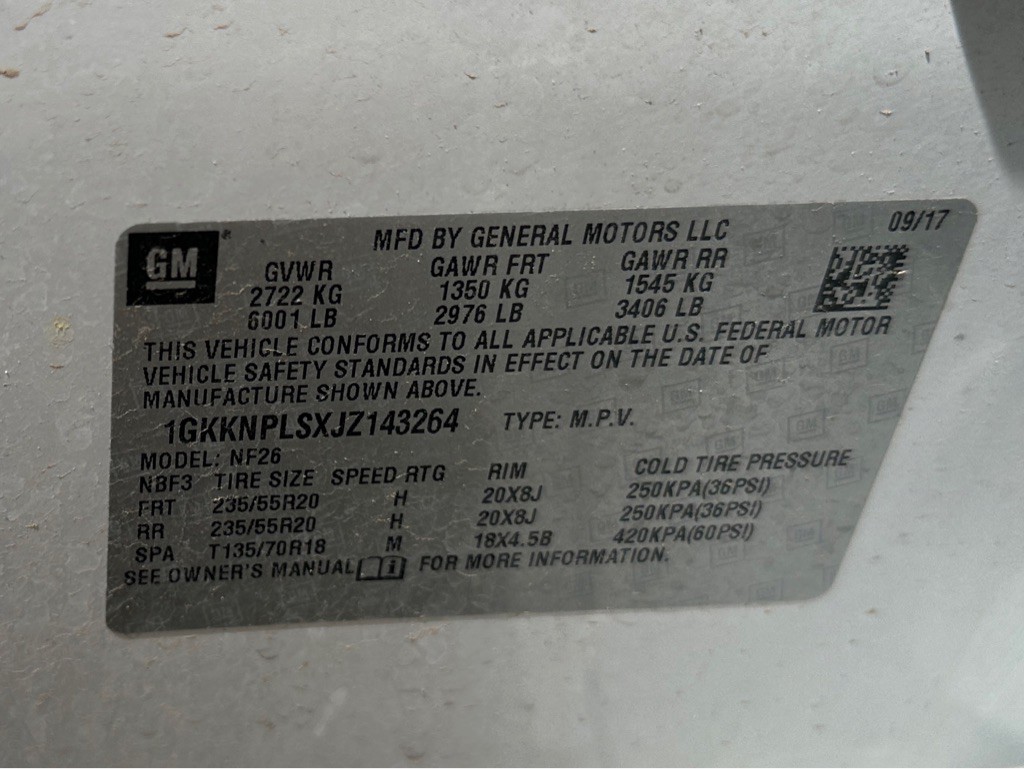 GM
MFD BY GENERAL MOTORS LLC 09/17
GVWR GAWR FRT GAWR RR
2722 KG 1350 KG 1545 KG
6001 LB 2976 LB 3406 LB
THIS VEHICLE CONFORMS TO ALL APPLICABLE U.S. FEDERAL MOTOR
VEHICLE SAFETY STANDARDS IN EFFECT ON THE DATE OF
MANUFACTURE SHOWN ABOVE.
1GKKNPLSXJZ143264 TYPE: M.P.V.
MODEL: NF26
NBF3 TIRE SIZE SPEED RTG RIM COLD TIRE PRESSURE
FRT 235/55R20 H 20X8J 250KPA(36PSI)
RR 235/55R20 H 20X8J 250KPA(36PSI)
SPA T135/70R18 M 18X4.5B 420KPA(60PSI)
SEE OWNER'S MANUAL i FOR MORE INFORMATION.